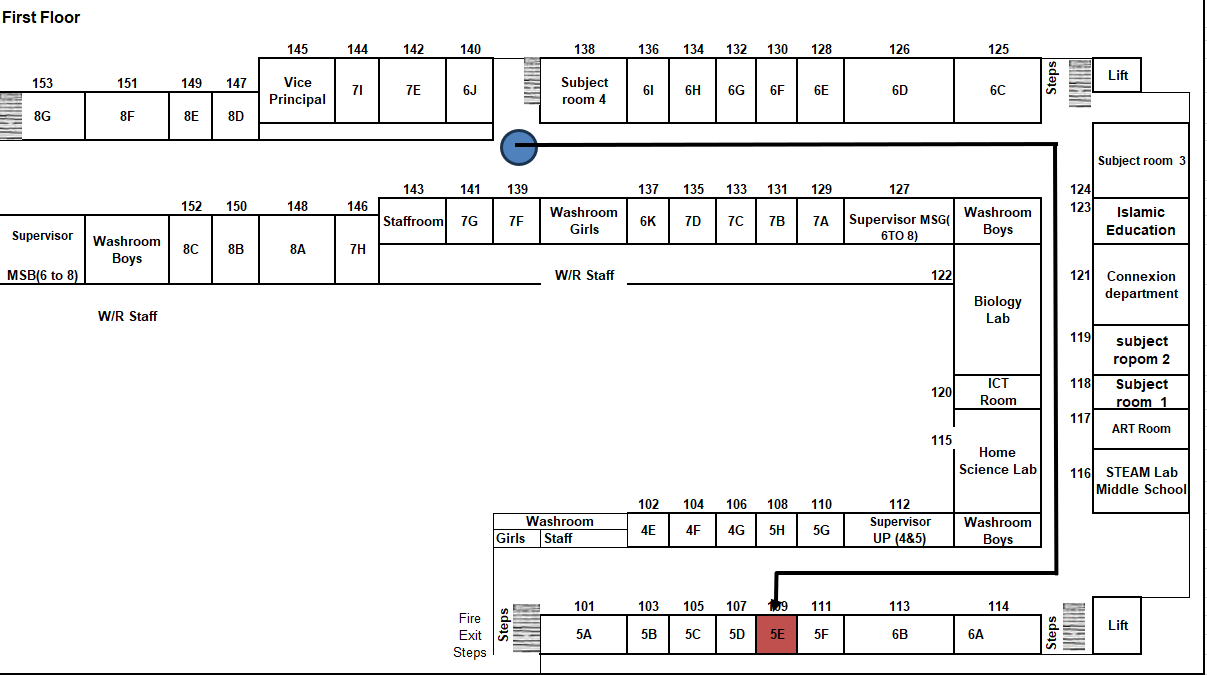 First Floor
145 144 142 140 138 136 134 132 130 128 126 125
153 151 149 147
Vice
Principal
7I 7E 6J
Subject
room 4
6I 6H 6G 6F 6E 6D 6C
Steps
Lift
8G 8F 8E 8D
Subject room 3
143 141 139 137 135 133 131 129 127
124
152 150 148 146
123
Staffroom 7G 7F
Washroom
Girls
6K 7D 7C 7B 7A
Supervisor MSG(
6TO 8)
Washroom
Boys
Islamic
Education
Supervisor
MSB(6 to 8)
Washroom
Boys
8C 8B 8A 7H
W/R Staff
122
121
Connexion
department
W/R Staff
Biology
Lab
119
subject
ropom 2
120
ICT
Room
118
Subject
room 1
117
ART Room
115
Home
Science Lab
116
STEAM Lab
Middle School
102 104 106 108 110 112
Washroom
Girls Staff
4E 4F 4G 5H 5G
Supervisor
UP (4&5)
Washroom
Boys
101 103 105 107 109 111 113 114
Fire
Exit
Steps
Steps
5A 5B 5C 5D 5E 5F 6B 6A
Steps
Lift